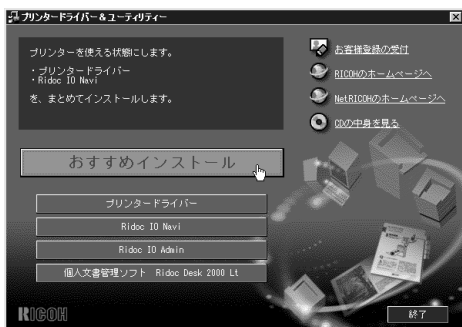 プリンタードライバー＆ユーティリティー
プリンターを使える状態にします。
・プリンタードライバー
・Ridoc IO Navi
を、まとめてインストールします。
お客様登録の受付
RICOHのホームページへ
NetRICOHのホームページへ
CDの中身を見る
おすすめインストール
プリンタードライバー
Ridoc IO Navi
Ridoc IO Admin
個人文書管理ソフト Ridoc Desk 2000 Lt
RICOH
終了